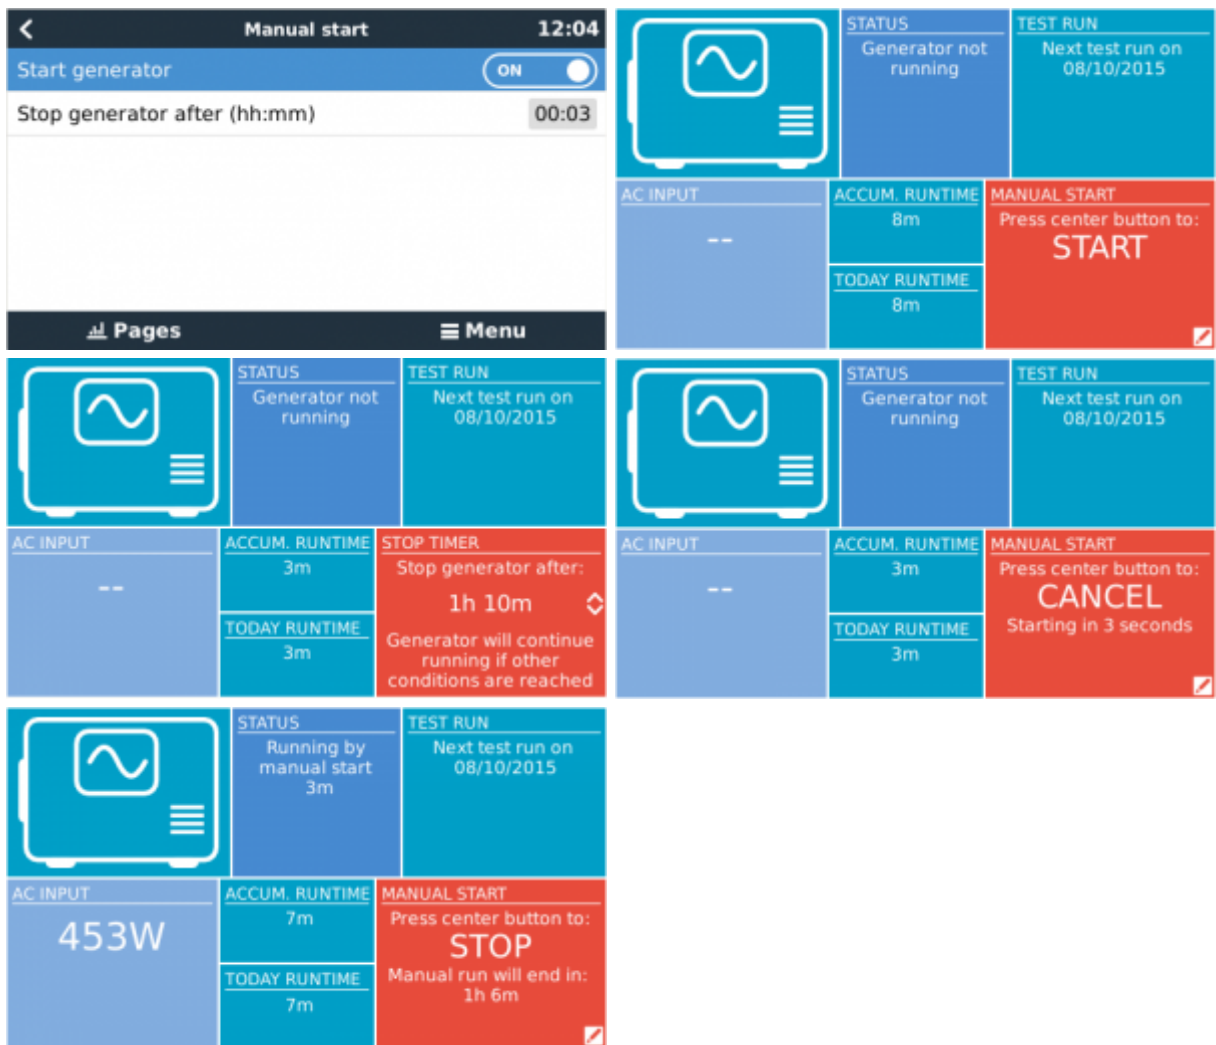 Manual start 12:04
Start generator ON
Stop generator after (hh:mm) 00:03
Pages Menu
STATUS
Generator not
running
TEST RUN
Next test run on
08/10/2015
AC INPUT
--
ACCUM. RUNTIME
8m
TODAY RUNTIME
8m
MANUAL START
Press center button to:
START
STATUS
Generator not
running
TEST RUN
Next test run on
08/10/2015
AC INPUT
--
ACCUM. RUNTIME
3m
TODAY RUNTIME
3m
STOP TIMER
Stop generator after:
1h 10m
Generator will continue
running if other
conditions are reached
STATUS
Generator not
running
TEST RUN
Next test run on
08/10/2015
AC INPUT
--
ACCUM. RUNTIME
3m
TODAY RUNTIME
3m
MANUAL START
Press center button to:
CANCEL
Starting in 3 seconds
STATUS
Running by
manual start
3m
TEST RUN
Next test run on
08/10/2015
AC INPUT
453W
ACCUM. RUNTIME
7m
TODAY RUNTIME
7m
MANUAL START
Press center button to:
STOP
Manual run will end in:
1h 6m